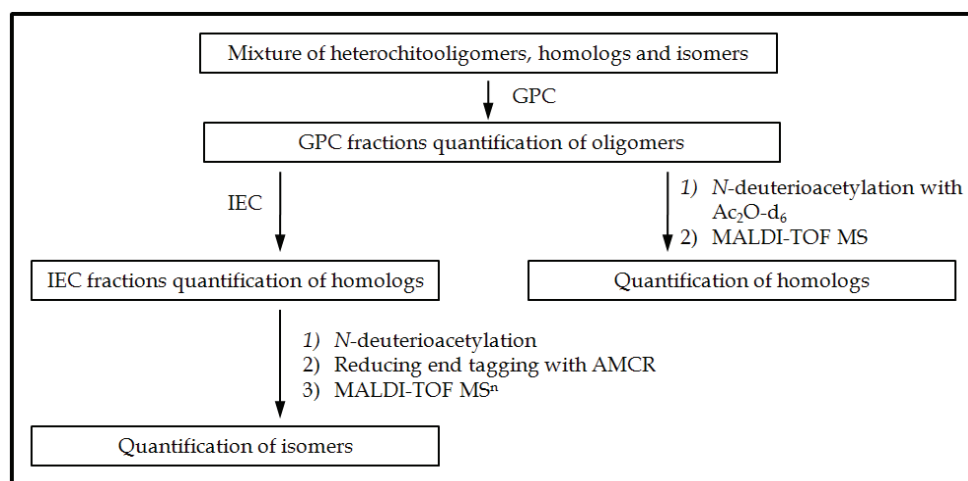 Mixture of heterochitooligomers, homologs and isomers
GPC
GPC fractions quantification of oligomers
IEC
1) N-deuterioacetylation with
Ac₂O-d₆
2) MALDI-TOF MS
IEC fractions quantification of homologs
Quantification of homologs
1) N-deuterioacetylation
2) Reducing end tagging with AMCR
3) MALDI-TOF MSⁿ
Quantification of isomers